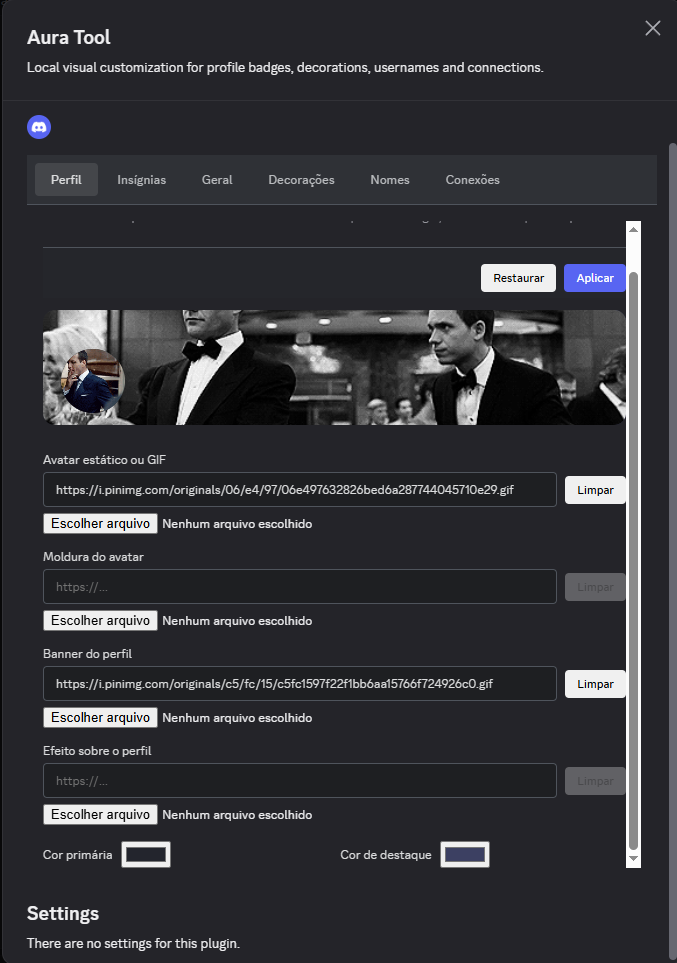 Aura Tool
Local visual customization for profile badges, decorations, usernames and connections.
Perfil Insígnias Geral Decorações Nomes Conexões
Restaurar Aplicar
Avatar estático ou GIF
https://i.pinimg.com/originals/06/e4/97/06e497632826bed6a287744045710e29.gif Limpar
Escolher arquivo Nenhum arquivo escolhido
Moldura do avatar
https://... Limpar
Escolher arquivo Nenhum arquivo escolhido
Banner do perfil
https://i.pinimg.com/originals/c5/fc/15/c5fc1597f22f1bb6aa15766f724926c0.gif Limpar
Escolher arquivo Nenhum arquivo escolhido
Efeito sobre o perfil
https://... Limpar
Escolher arquivo Nenhum arquivo escolhido
Cor primária Cor de destaque
Settings
There are no settings for this plugin.